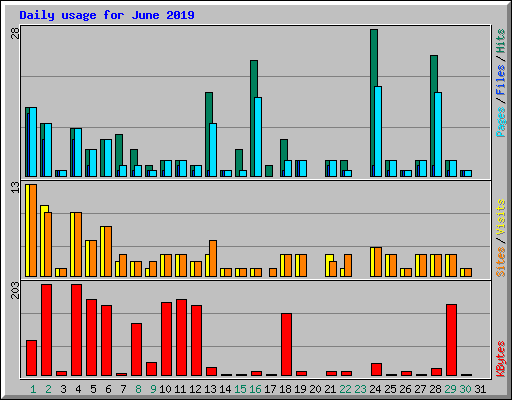 Daily usage for June 2019
28
Pages / Files / Hits
13
Sites / Visits
203
KBytes
1 2 3 4 5 6 7 8 9 10 11 12 13 14 15 16 17 18 19 20 21 22 23 24 25 26 27 28 29 30 31